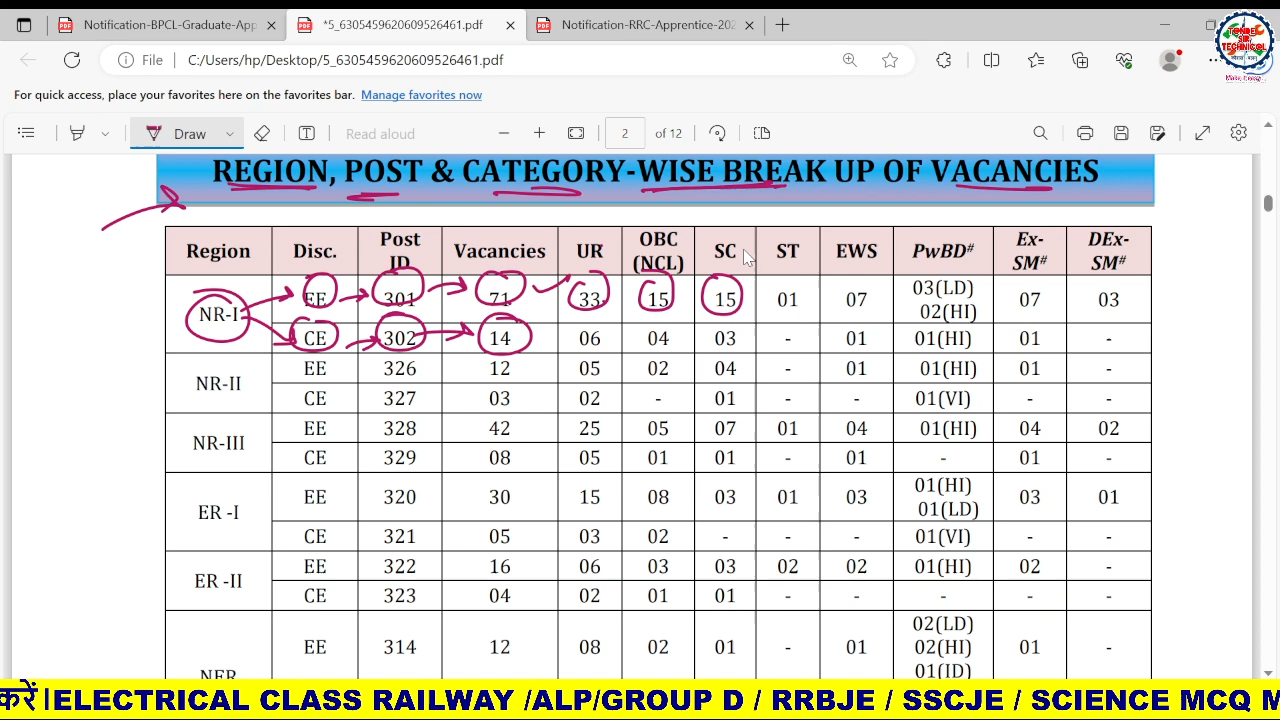 Notification-BPCL-Graduate-App
*5_6305459620609526461.pdf
Notification-RRC-Apprentice-202
TONDE SIR TECHNICAL
File C:/Users/hp/Desktop/5_6305459620609526461.pdf
For quick access, place your favorites here on the favorites bar. Manage favorites now
Draw Read aloud 2 of 12
REGION, POST & CATEGORY-WISE BREAK UP OF VACANCIES
Region Disc. Post ID Vacancies UR OBC (NCL) SC ST EWS PwBD# Ex-SM# DEx-SM#
NR-I EE 301 71 33 15 15 01 07 03(LD) 02(HI) 07 03
CE 302 14 06 04 03 - 01 01(HI) 01 -
NR-II EE 326 12 05 02 04 - 01 01(HI) 01 -
CE 327 03 02 - 01 - - 01(VI) - -
NR-III EE 328 42 25 05 07 01 04 01(HI) 04 02
CE 329 08 05 01 01 - 01 - 01 -
ER -I EE 320 30 15 08 03 01 03 01(HI) 01(LD) 03 01
CE 321 05 03 02 - - - 01(VI) - -
ER -II EE 322 16 06 03 03 02 02 01(HI) 02 -
CE 323 04 02 01 01 - - - - -
NER EE 314 12 08 02 01 - 01 02(LD) 02(HI) 01(ID) 01 -
करें।ELECTRICAL CLASS RAILWAY /ALP/GROUP D / RRBJE / SSCJE / SCIENCE MCQ M